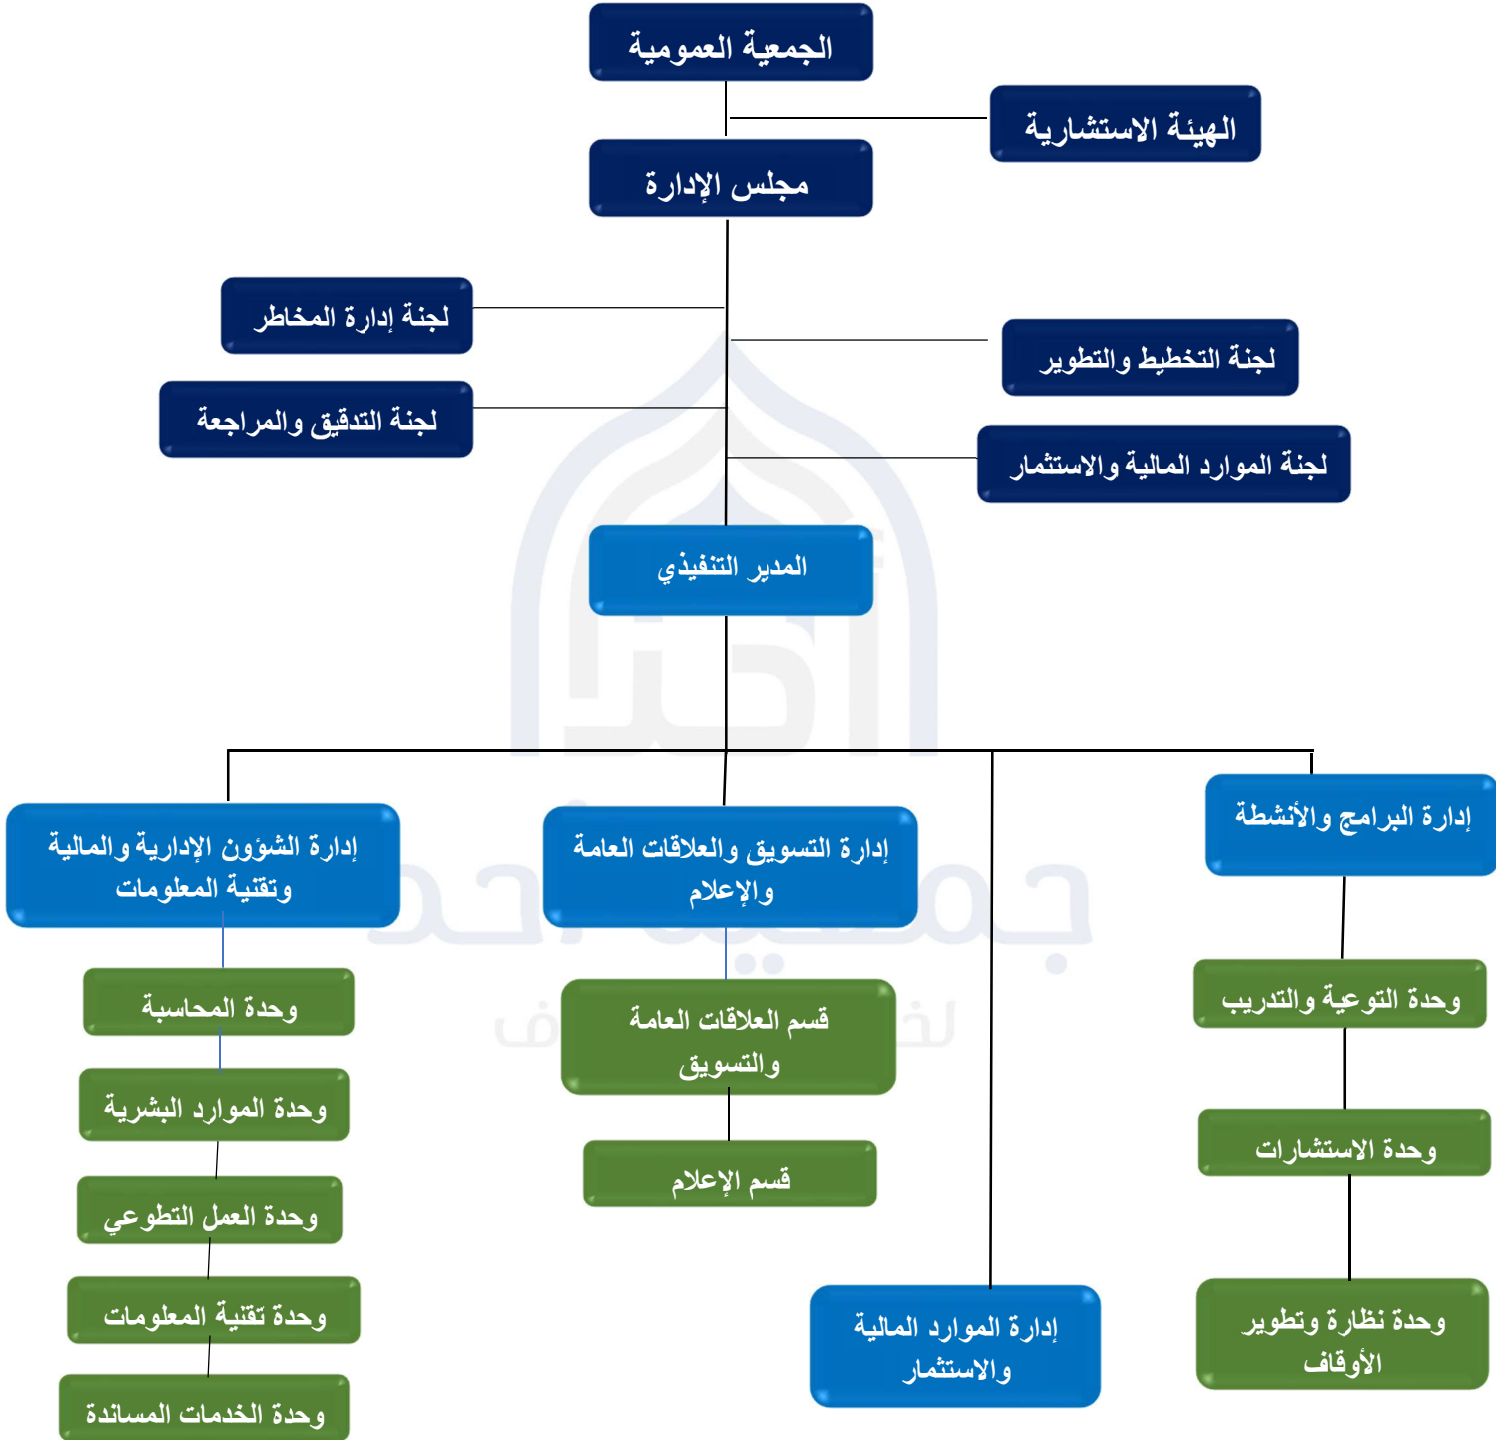 الجمعية العمومية
الهيئة الاستشارية
مجلس الإدارة
لجنة إدارة المخاطر
لجنة التخطيط والتطوير
لجنة التدقيق والمراجعة
لجنة الموارد المالية والاستثمار
المدير التنفيذي
إدارة البرامج والأنشطة
وحدة التوعية والتدريب
وحدة الاستشارات
وحدة نظارة وتطوير
الأوقاف
إدارة الموارد المالية
والاستثمار
إدارة التسويق والعلاقات العامة
والإعلام
قسم العلاقات العامة
والتسويق
قسم الإعلام
إدارة الشؤون الإدارية والمالية
وتقنية المعلومات
وحدة المحاسبة
وحدة الموارد البشرية
وحدة العمل التطوعي
وحدة تقنية المعلومات
وحدة الخدمات المساندة